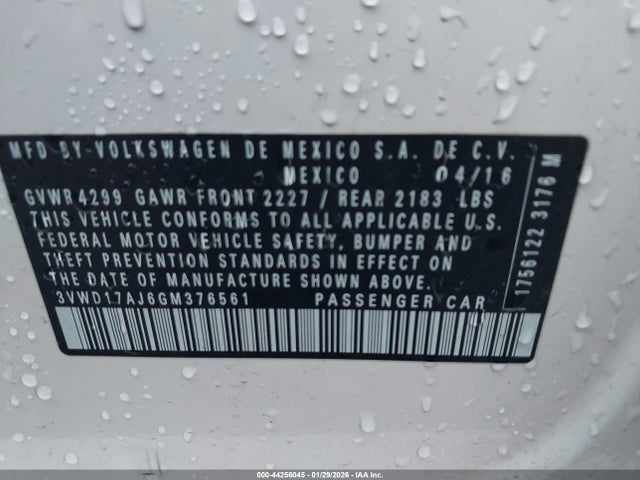 MFD BY-VOLKSWAGEN DE MEXICO S.A. DE C.V.
MEXICO 04/16
GVWR 4299 GAWR FRONT 2227 / REAR 2183 LBS
THIS VEHICLE CONFORMS TO ALL APPLICABLE U.S.
FEDERAL MOTOR VEHICLE SAFETY, BUMPER AND
THEFT PREVENTION STANDARDS IN EFFECT ON
THE DATE OF MANUFACTURE SHOWN ABOVE.
3VWD17AJ6GM376561 PASSENGER CAR
1756122 3176 M
000-44256045 | 01/29/2026 | IAA Inc.